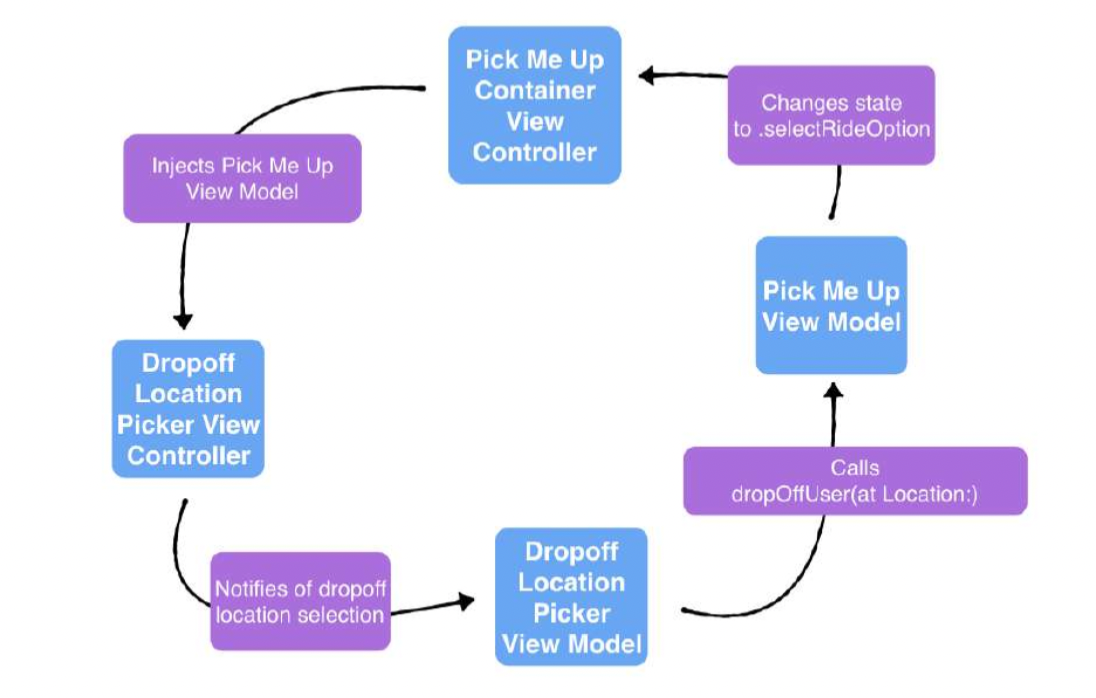 Pick Me Up
Container
View
Controller
Changes state
to .selectRideOption
Injects Pick Me Up
View Model
Pick Me Up
View Model
Dropoff
Location
Picker View
Controller
Calls
dropOffUser(at Location:)
Notifies of dropoff
location selection
Dropoff
Location
Picker
View Model